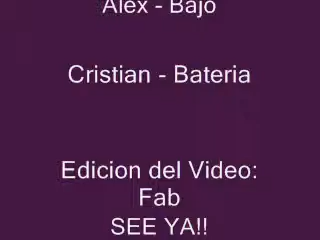 Alex - Bajo
Cristian - Bateria
Edicion del Video:
Fab
SEE YA!!